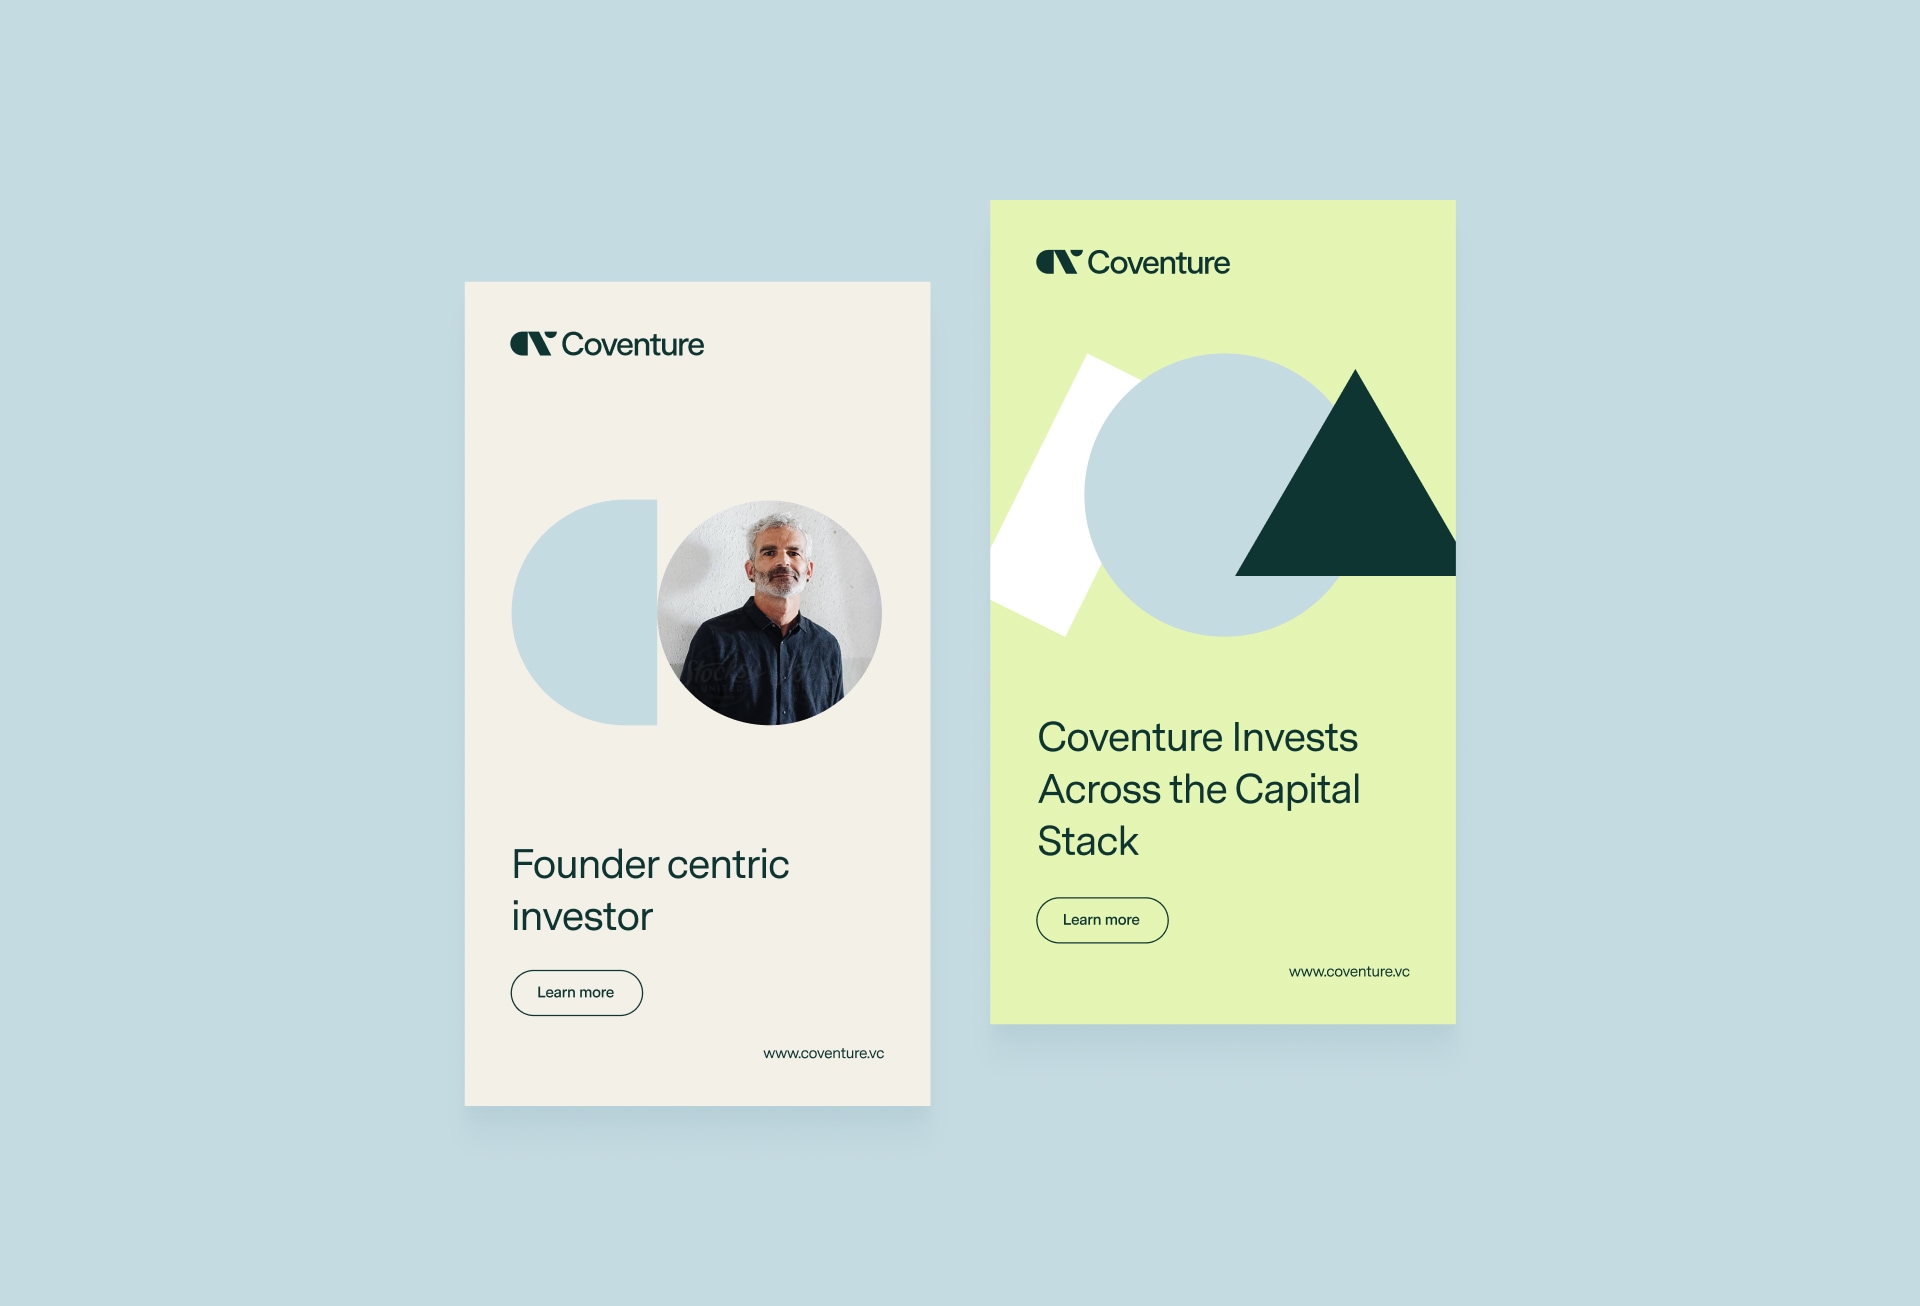 Coventure
Founder centric
investor
Learn more
www.coventure.vc
Coventure
Coventure Invests
Across the Capital
Stack
Learn more
www.coventure.vc